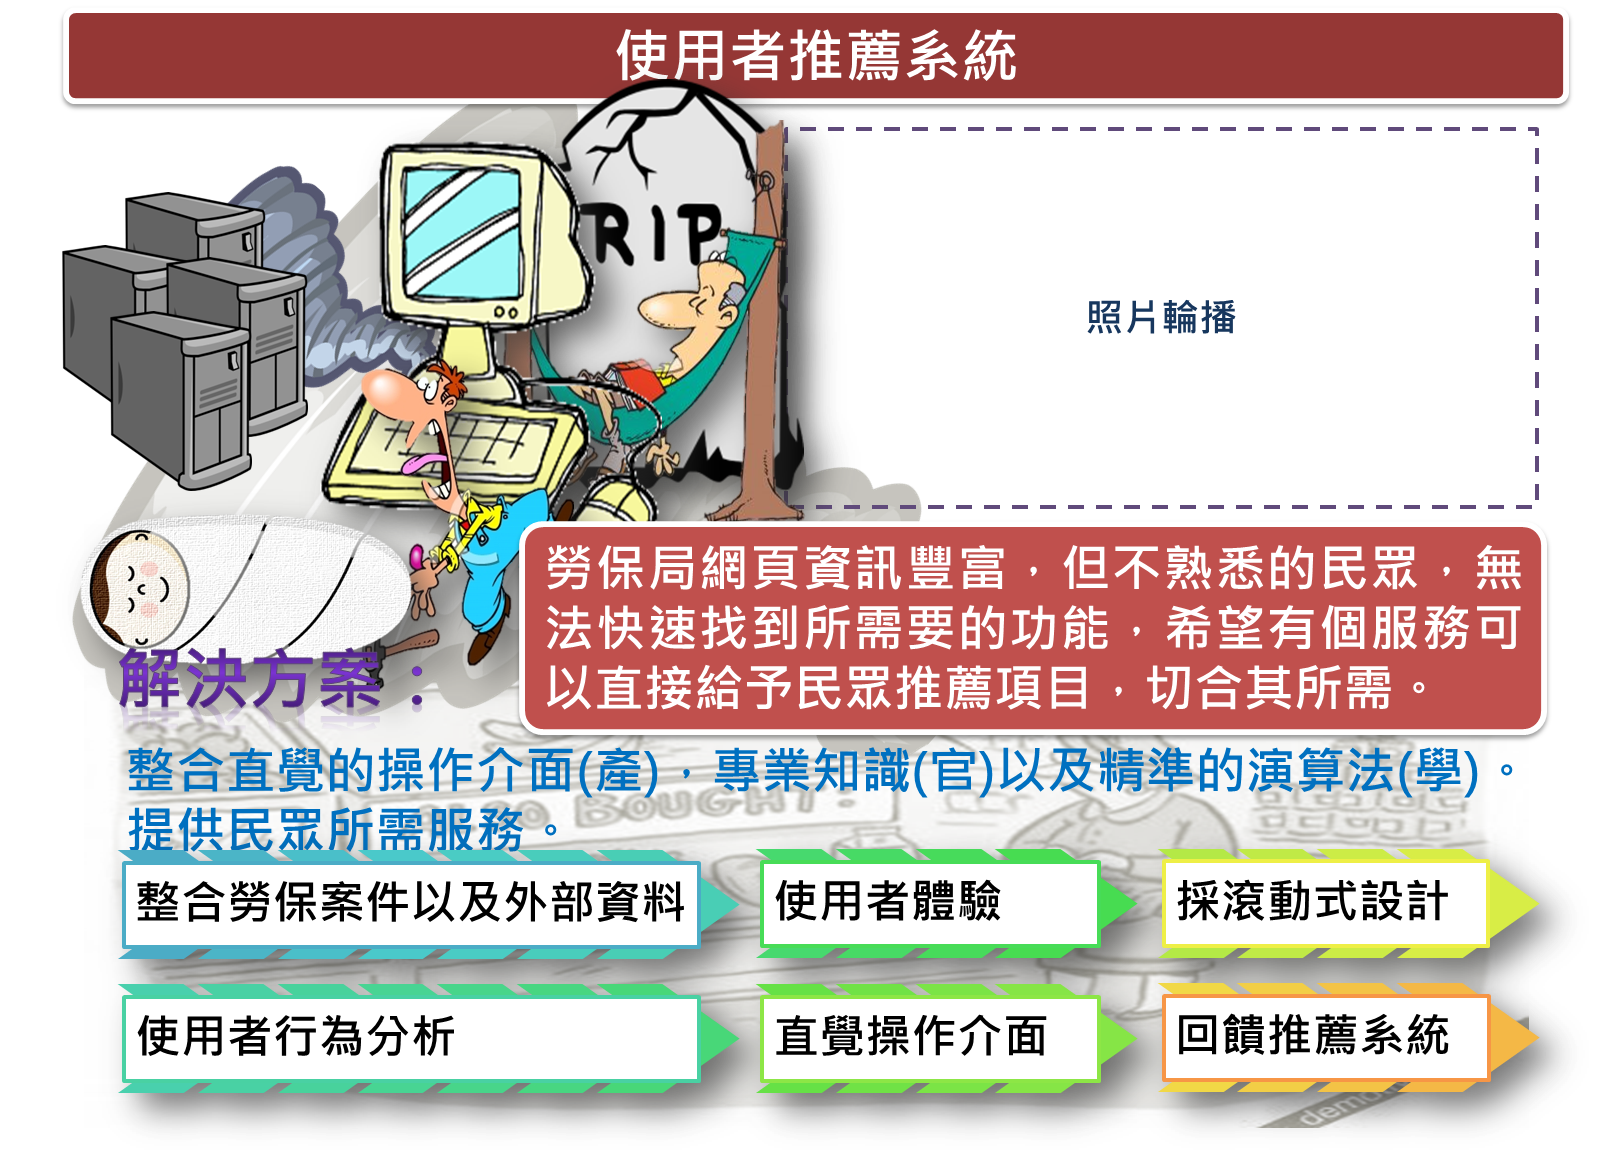 使用者推薦系統
RIP
照片輪播
勞保局網頁資訊豐富，但不熟悉的民眾，無
法快速找到所需要的功能，希望有個服務可
以直接給予民眾推薦項目，切合其所需。
解決方案：
整合直覺的操作介面(產)，專業知識(官)以及精準的演算法(學)。
提供民眾所需服務。
BOUGHT:
整合勞保案件以及外部資料
使用者體驗
採滾動式設計
使用者行為分析
直覺操作介面
回饋推薦系統